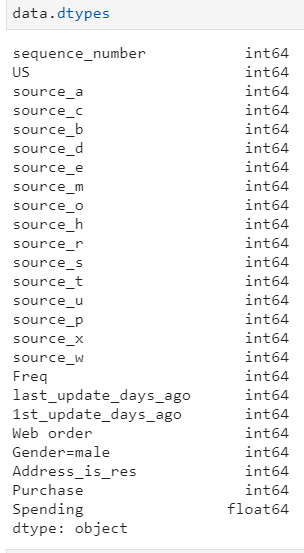 data.dtypes
sequence_number int64
US int64
source_a int64
source_c int64
source_b int64
source_d int64
source_e int64
source_m int64
source_o int64
source_h int64
source_r int64
source_s int64
source_t int64
source_u int64
source_p int64
source_x int64
source_w int64
Freq int64
last_update_days_ago int64
1st_update_days_ago int64
Web order int64
Gender=male int64
Address_is_res int64
Purchase int64
Spending float64
dtype: object